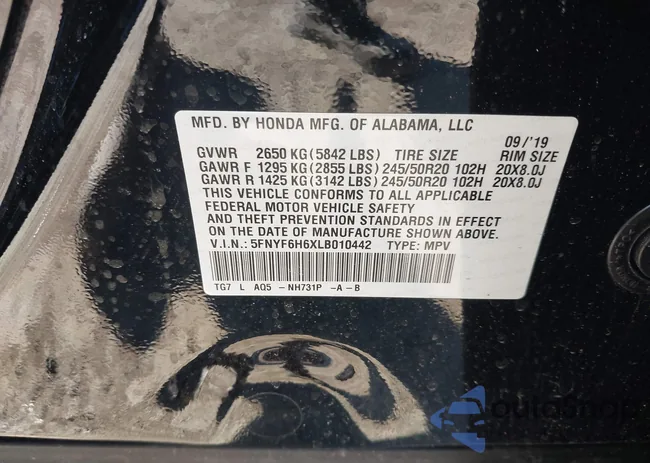 MFD. BY HONDA MFG. OF ALABAMA, LLC
09/'19
GVWR 2650 KG(5842 LBS) TIRE SIZE RIM SIZE
GAWR F 1295 KG(2855 LBS) 245/50R20 102H 20X8.0J
GAWR R 1425 KG(3142 LBS) 245/50R20 102H 20X8.0J
THIS VEHICLE CONFORMS TO ALL APPLICABLE
FEDERAL MOTOR VEHICLE SAFETY
AND THEFT PREVENTION STANDARDS IN EFFECT
ON THE DATE OF MANUFACTURE SHOWN ABOVE.
V.I.N.: 5FNYF6H6XLB010442 TYPE: MPV
TG7 L AQ5 -NH731P -A-B
autoShop